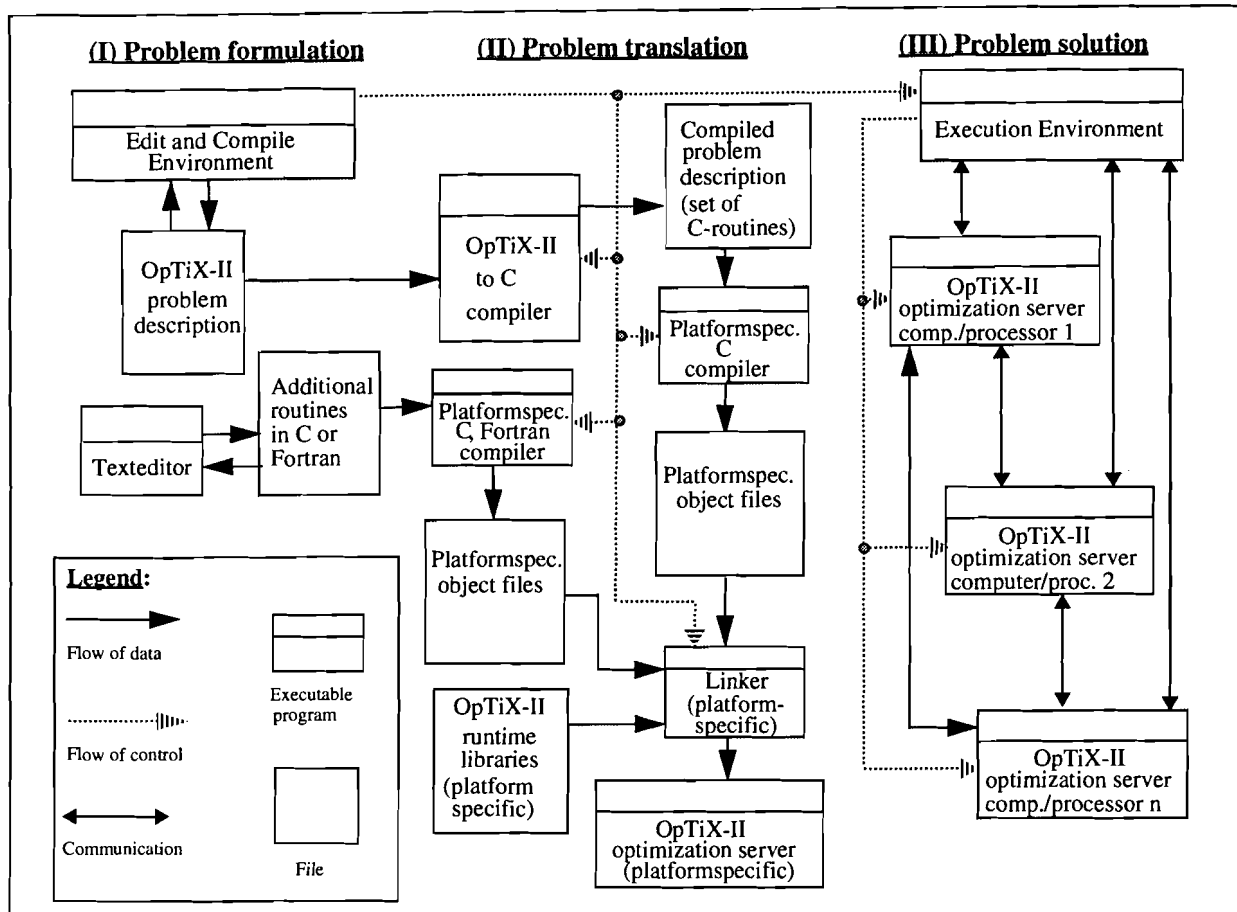 (I) Problem formulation
(II) Problem translation
(III) Problem solution
Edit and Compile
Environment
OpTiX-II
problem
description
OpTiX-II
to C
compiler
Compiled
problem
description
(set of
C-routines)
Platformspec.
C
compiler
Additional
routines
in C or
Fortran
Texteditor
Platformspec.
C, Fortran
compiler
Platformspec.
object files
Platformspec.
object files
OpTiX-II
runtime
libraries
(platform
specific)
Linker
(platform-
specific)
OpTiX-II
optimization server
(platformspecific)
Execution Environment
OpTiX-II
optimization server
comp./processor 1
OpTiX-II
optimization server
computer/proc. 2
OpTiX-II
optimization server
comp./processor n
Legend:
Flow of data
Executable
program
Flow of control
Communication
File